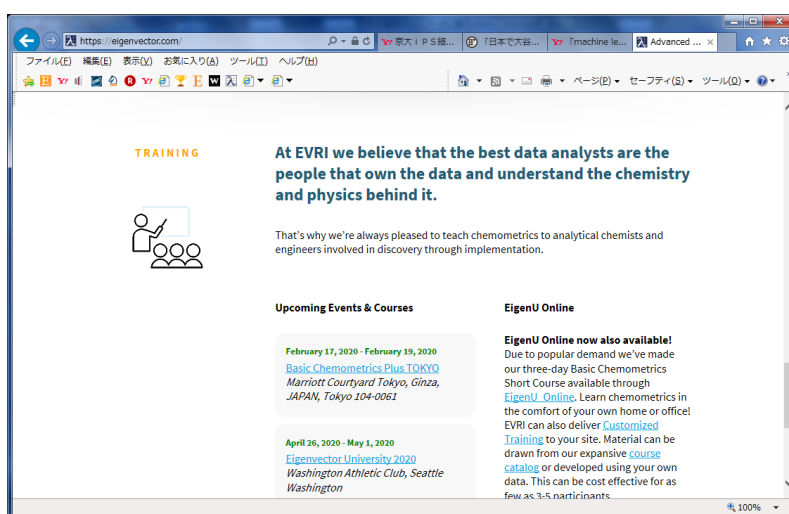 https://eigenvector.com/
京大iPS細...
「日本で大谷...
「machine le...
Advanced ...
ファイル(F) 編集(E) 表示(V) お気に入り(A) ツール(T) ヘルプ(H)
ページ(P) セーフティ(S) ツール(O)
TRAINING
At EVRI we believe that the best data analysts are the
people that own the data and understand the chemistry
and physics behind it.
That's why we're always pleased to teach chemometrics to analytical chemists and
engineers involved in discovery through implementation.
Upcoming Events & Courses
February 17, 2020 - February 19, 2020
Basic Chemometrics Plus TOKYO
Marriott Courtyard Tokyo, Ginza,
JAPAN, Tokyo 104-0061
April 26, 2020 - May 1, 2020
Eigenvector University 2020
Washington Athletic Club, Seattle
Washington
EigenU Online
EigenU Online now also available!
Due to popular demand we've made
our three-day Basic Chemometrics
Short Course available through
EigenU Online. Learn chemometrics in
the comfort of your own home or office!
EVRI can also deliver Customized
Training to your site. Material can be
drawn from our expansive course
catalog or developed using your own
data. This can be cost effective for as
few as 3-5 participants
100%